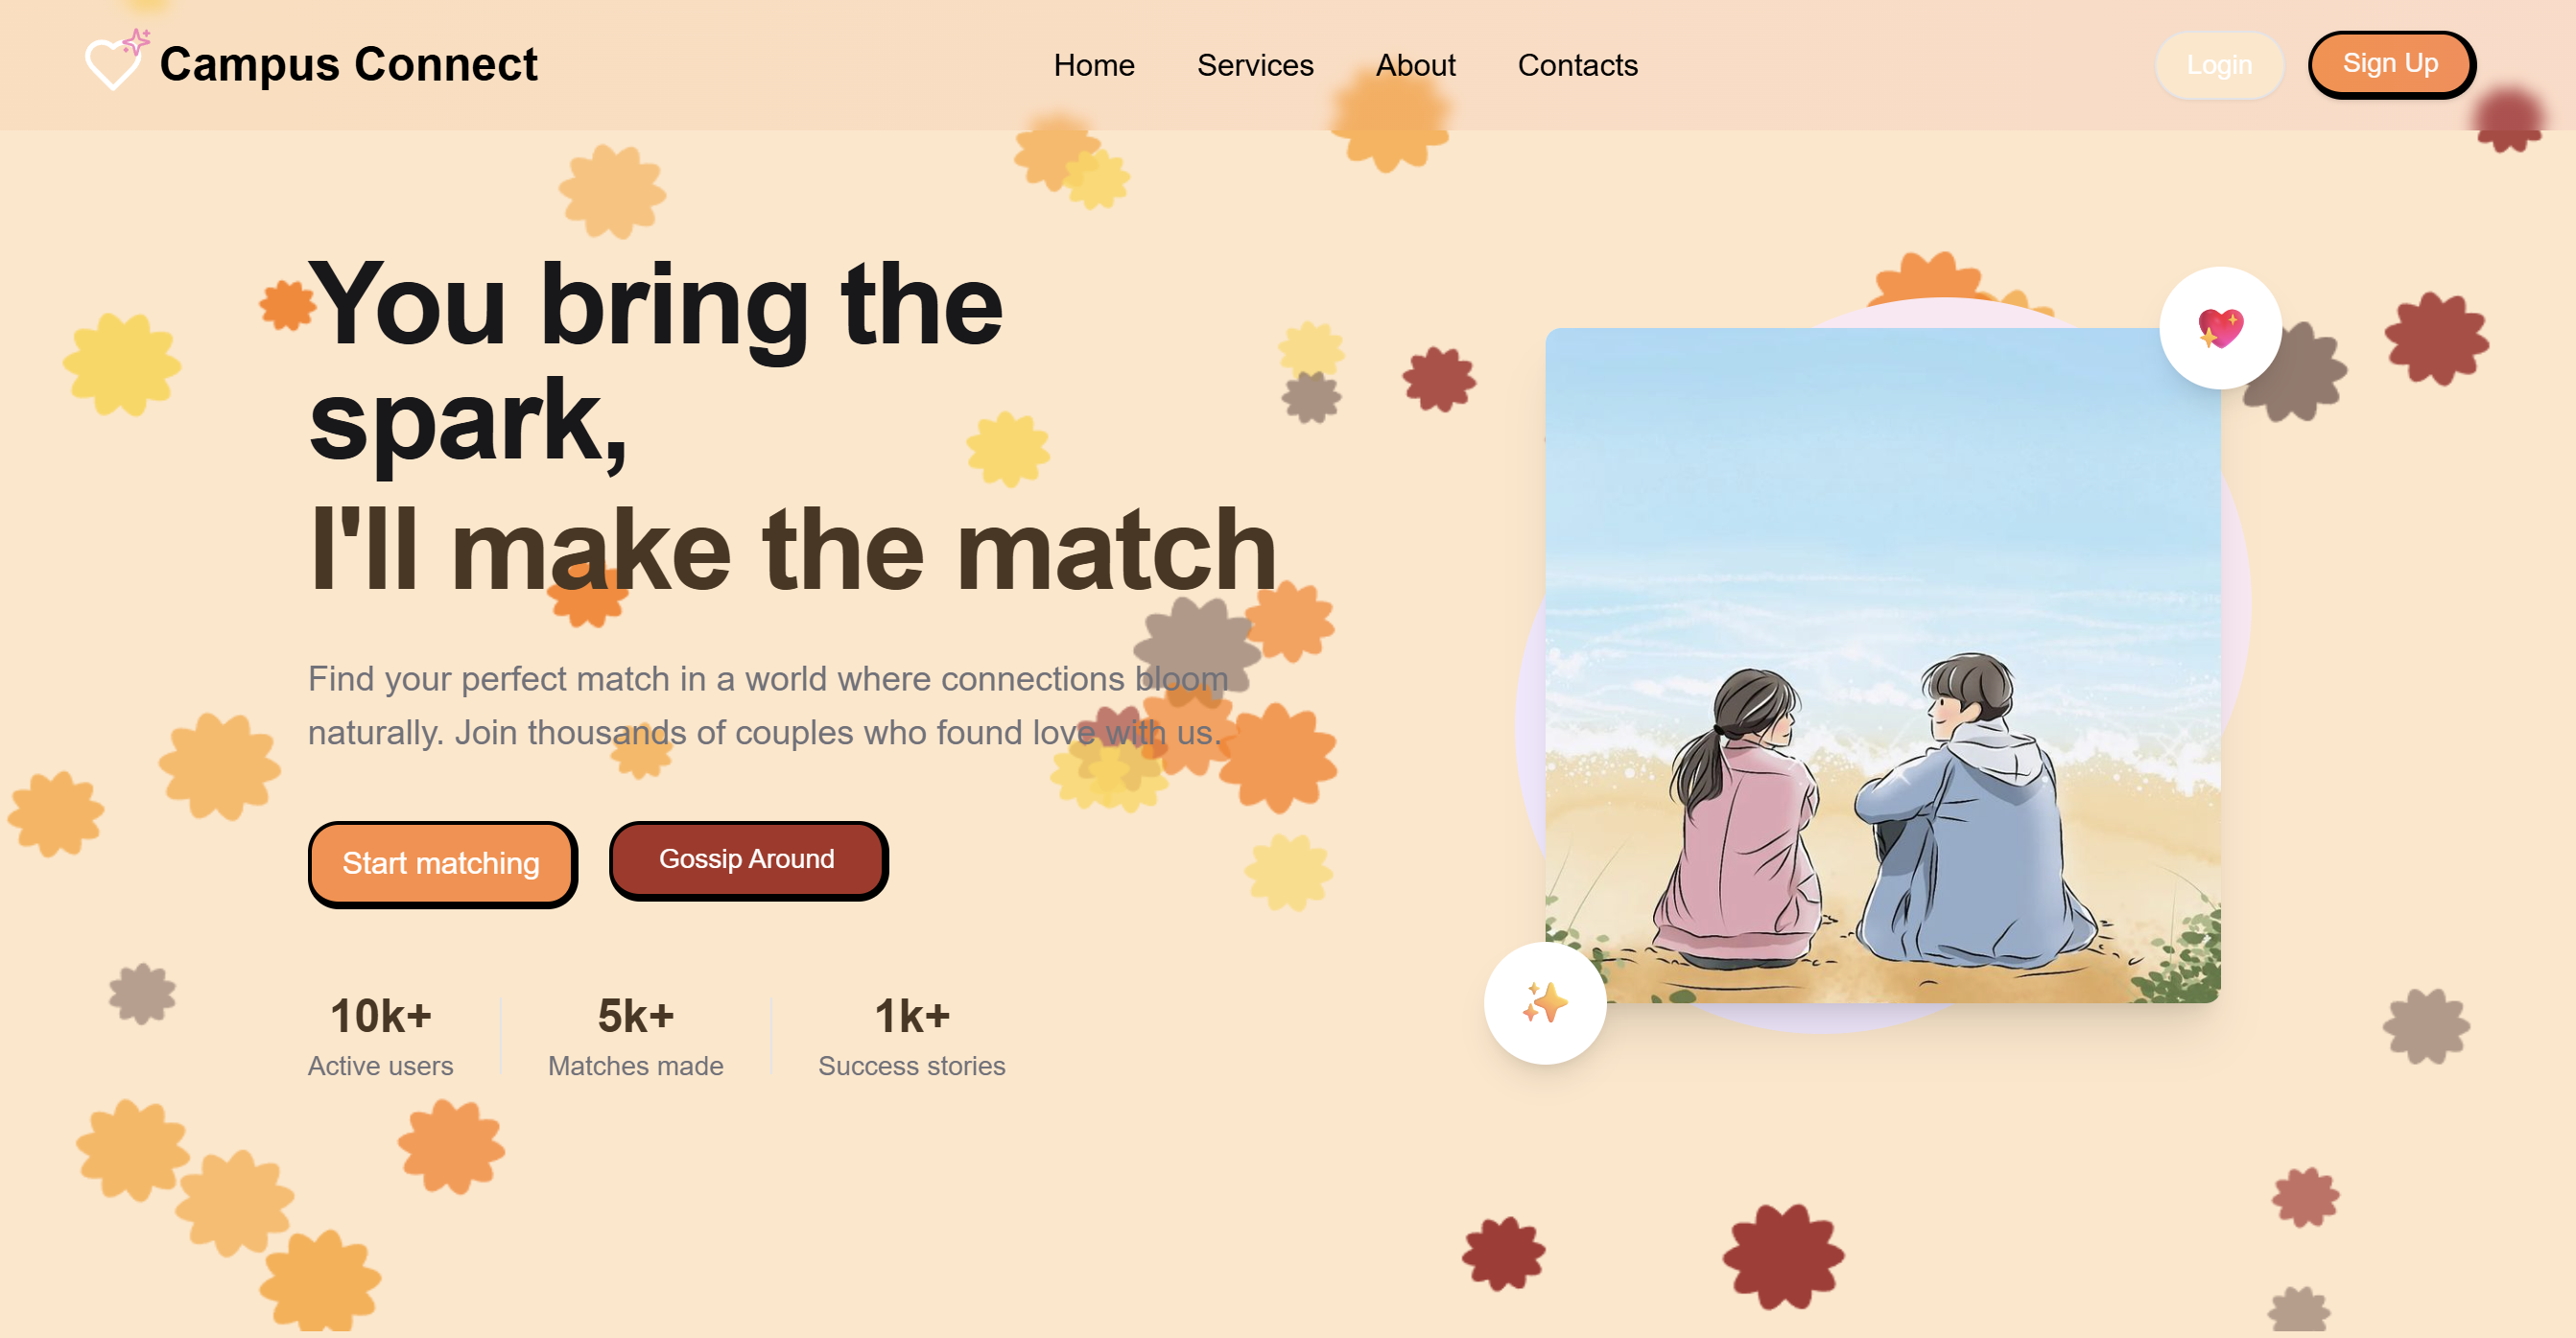 Campus Connect
Home
Services
About
Contacts
Login
Sign Up
You bring the
spark,
I'll make the match
Find your perfect match in a world where connections bloom
naturally. Join thousands of couples who found love with us.
Start matching
Gossip Around
10k+
Active users
5k+
Matches made
1k+
Success stories